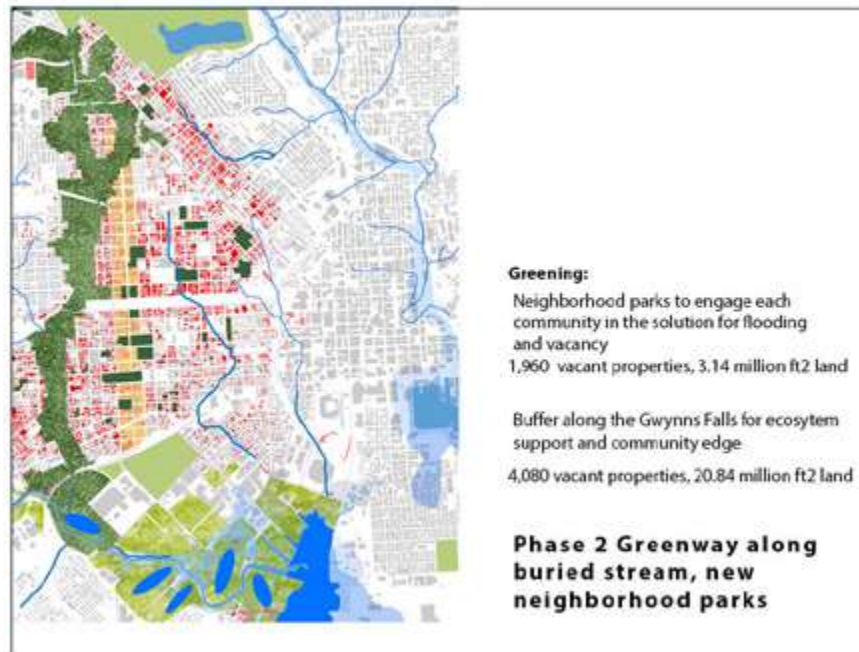 Greening:
Neighborhood parks to engage each
community in the solution for flooding
and vacancy
1,960 vacant properties, 3.14 million ft2 land
Buffer along the Gwynns Falls for ecosytem
support and community edge
4,080 vacant properties, 20.84 million ft2 land
Phase 2 Greenway along
buried stream, new
neighborhood parks